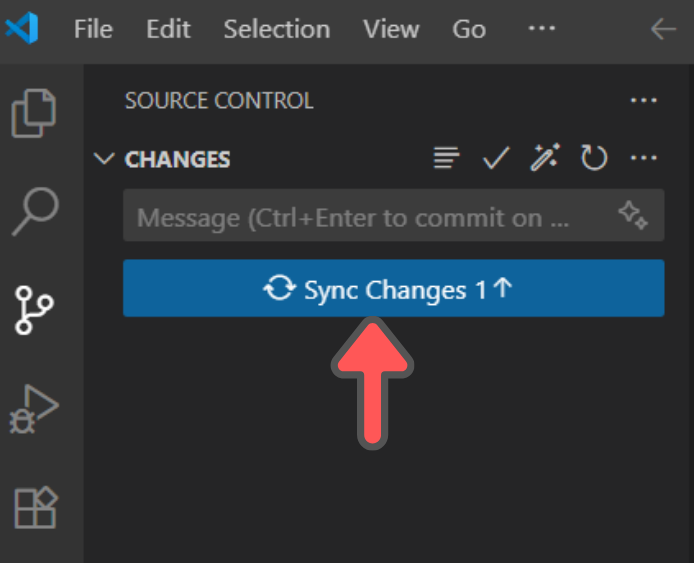 File Edit Selection View Go ...
SOURCE CONTROL ...
CHANGES ...
Message (Ctrl+Enter to commit on ...
Sync Changes 1↑